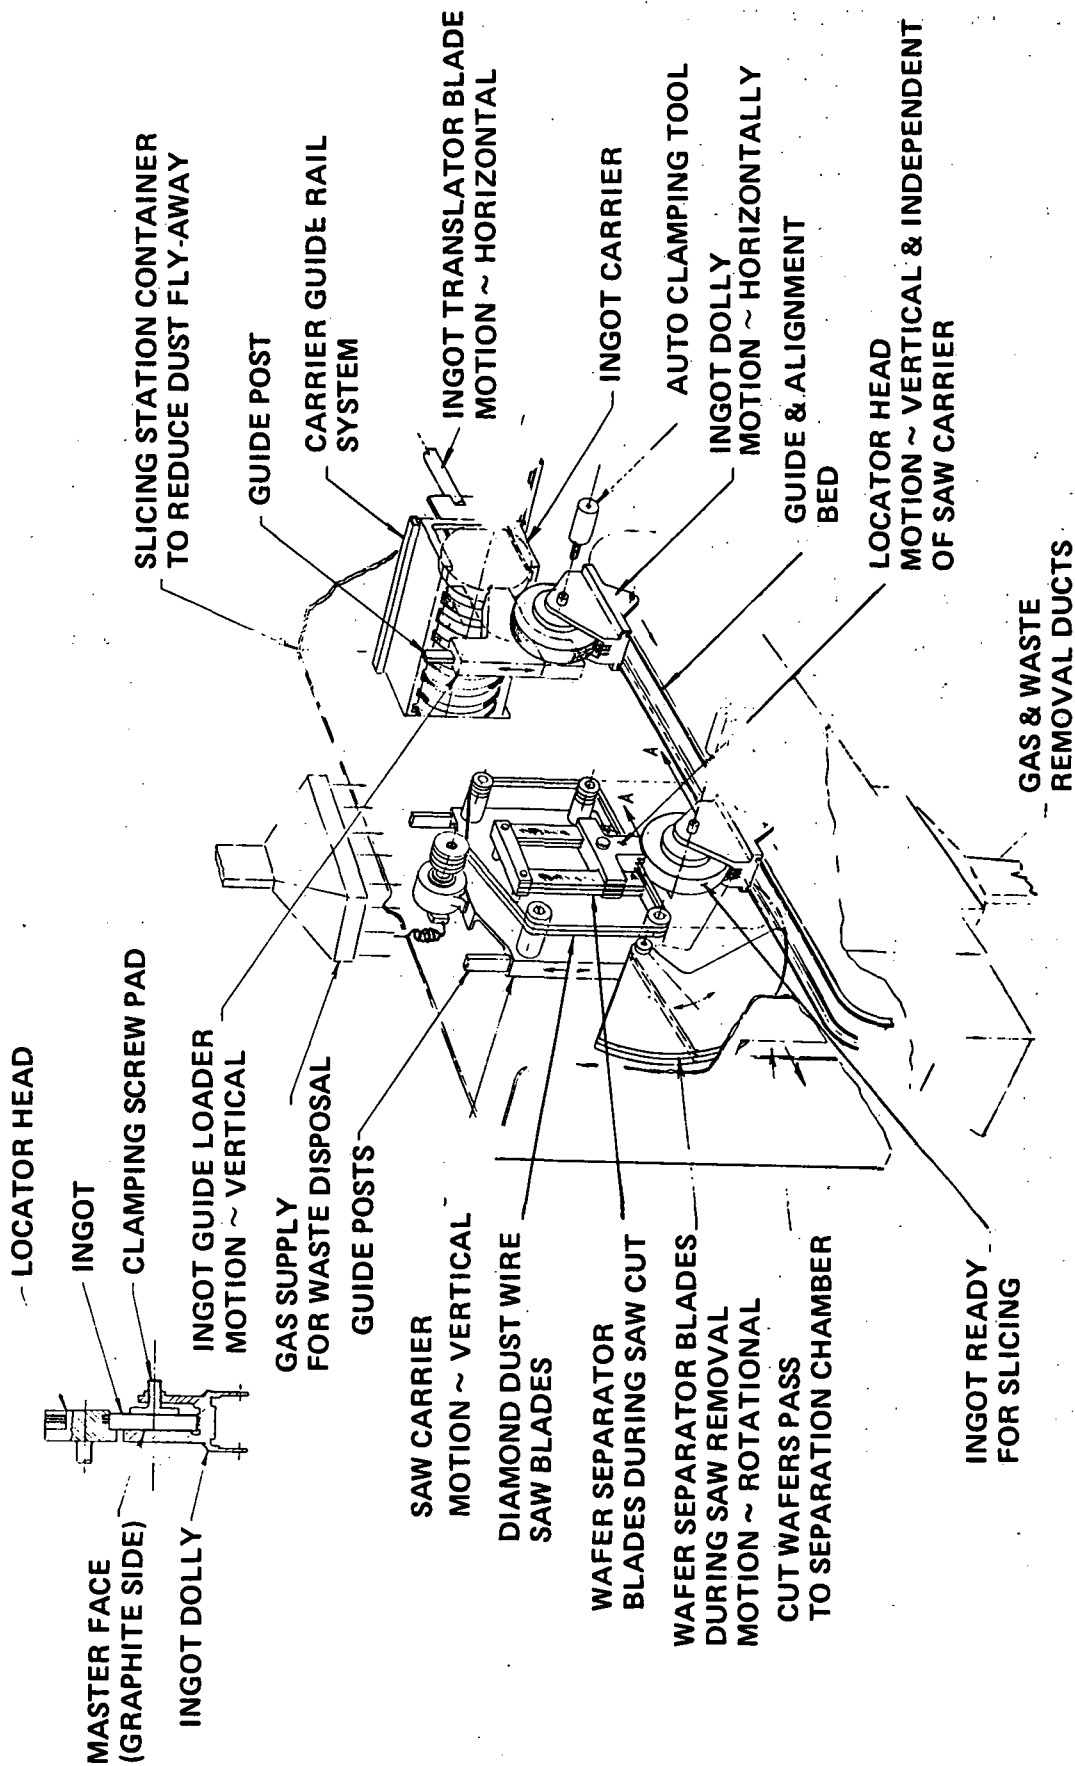 LOCATOR HEAD
INGOT
CLAMPING SCREW PAD
MASTER FACE
(GRAPHITE SIDE)
INGOT DOLLY
INGOT GUIDE LOADER
MOTION ~ VERTICAL
GAS SUPPLY
FOR WASTE DISPOSAL
GUIDE POSTS
SAW CARRIER
MOTION ~ VERTICAL
DIAMOND DUST WIRE
SAW BLADES
WAFER SEPARATOR
BLADES DURING SAW CUT
WAFER SEPARATOR BLADES
DURING SAW REMOVAL
MOTION ~ ROTATIONAL
CUT WAFERS PASS
TO SEPARATION CHAMBER
INGOT READY
FOR SLICING
SLICING STATION CONTAINER
TO REDUCE DUST FLY-AWAY
GUIDE POST
CARRIER GUIDE RAIL
SYSTEM
INGOT TRANSLATOR BLADE
MOTION ~ HORIZONTAL
INGOT CARRIER
AUTO CLAMPING TOOL
INGOT DOLLY
MOTION ~ HORIZONTALLY
GUIDE & ALIGNMENT
BED
LOCATOR HEAD
MOTION ~ VERTICAL & INDEPENDENT
OF SAW CARRIER
GAS & WASTE
REMOVAL DUCTS
A
A